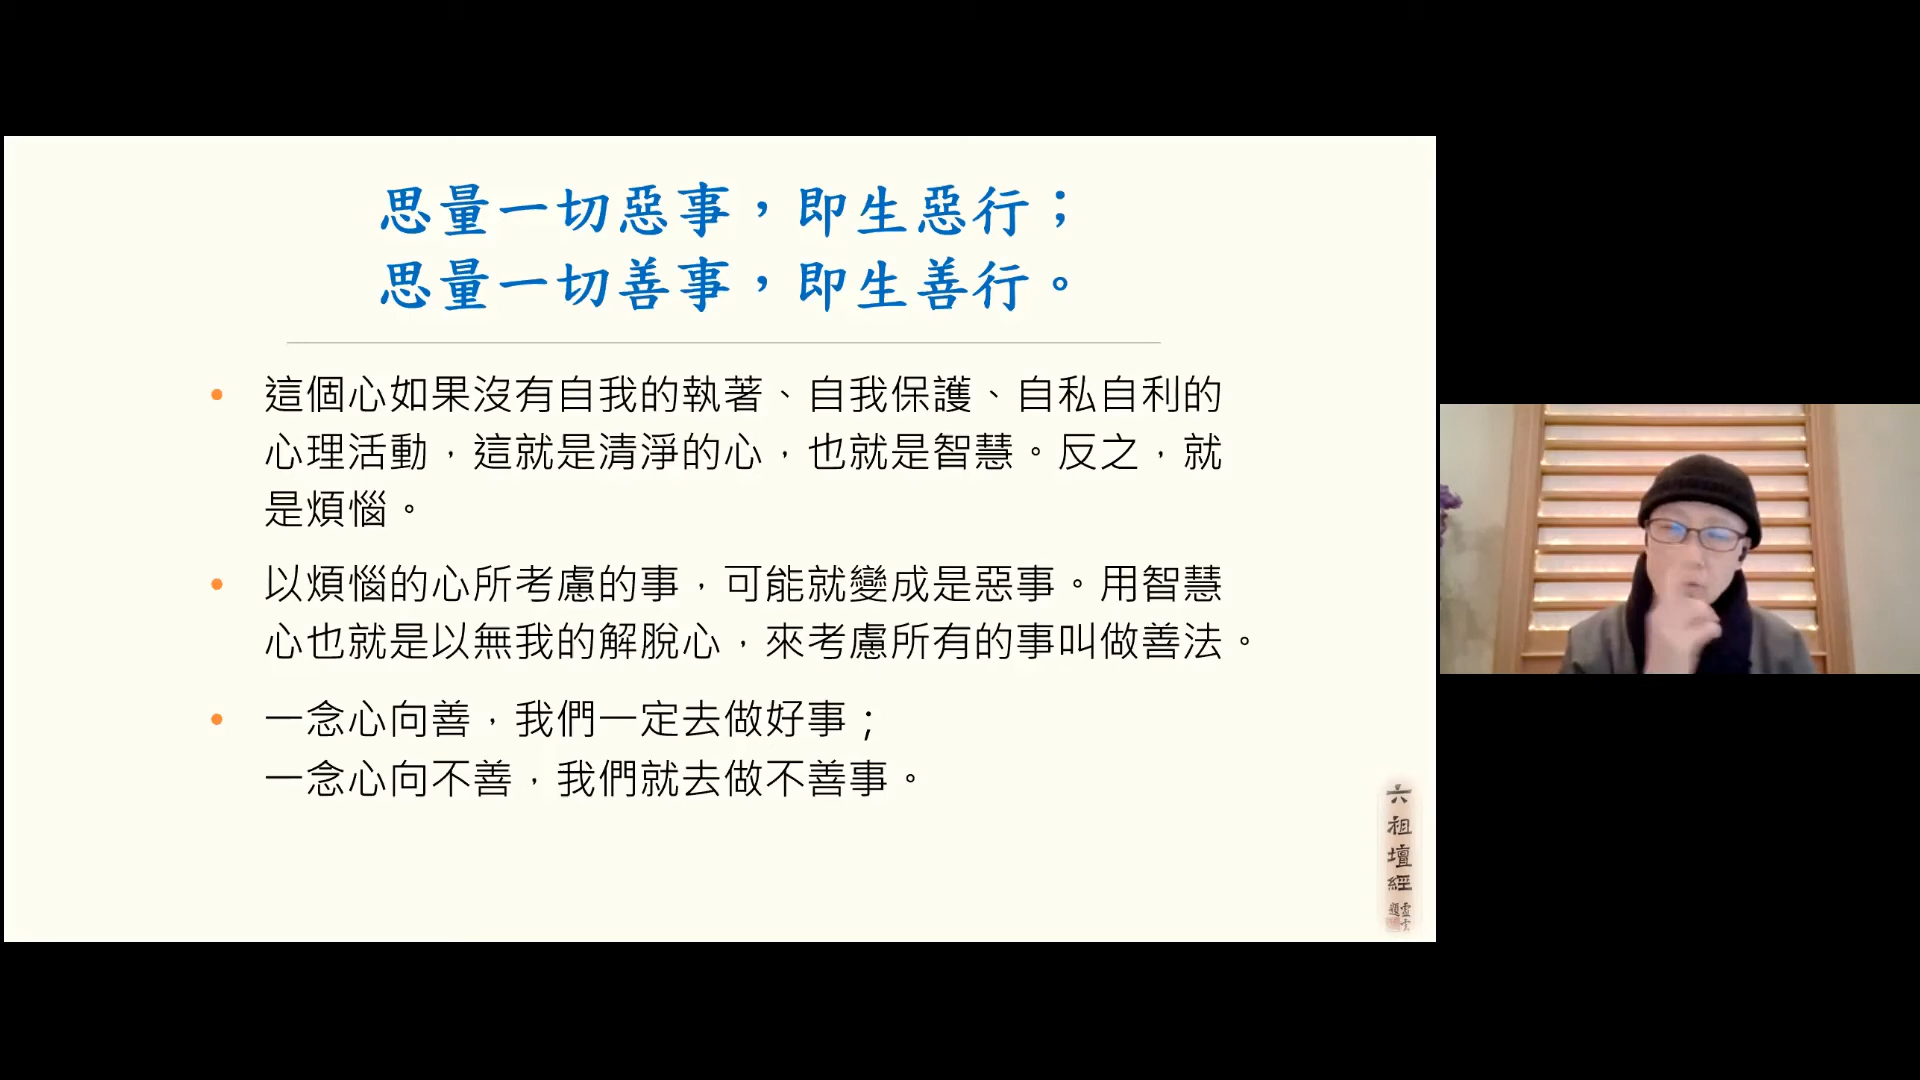 思量一切惡事，即生惡行；
思量一切善事，即生善行。
• 這個心如果沒有自我的執著、自我保護、自私自利的
心理活動，這就是清淨的心，也就是智慧。反之，就
是煩惱。
• 以煩惱的心所考慮的事，可能就變成是惡事。用智慧
心也就是以無我的解脫心，來考慮所有的事叫做善法。
• 一念心向善，我們一定去做好事；
一念心向不善，我們就去做不善事。
六祖壇經